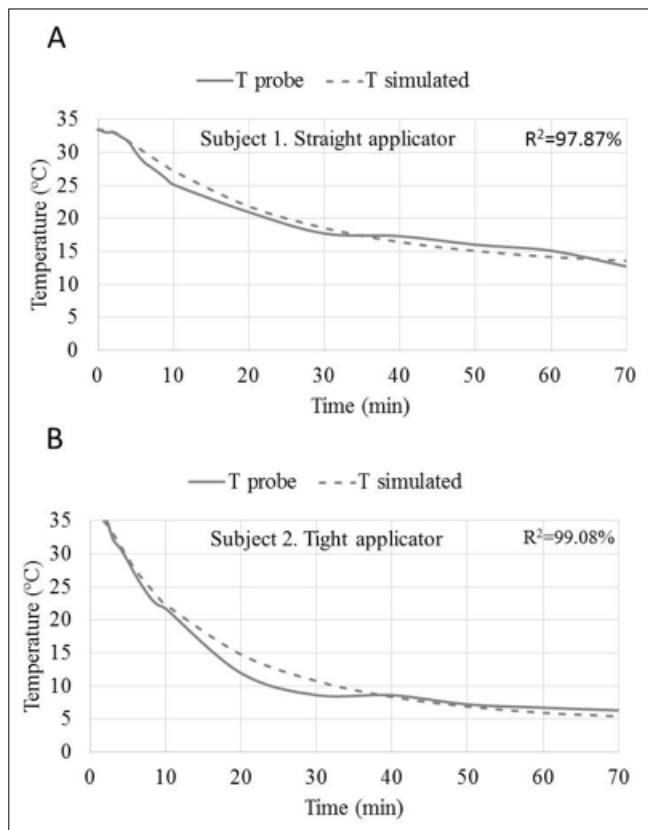 A
T probe T simulated
Subject 1. Straight applicator R²=97.87%
Temperature (°C)
35
30
25
20
15
10
5
0
0 10 20 30 40 50 60 70
Time (min)
B
T probe T simulated
Subject 2. Tight applicator R²=99.08%
Temperature (°C)
35
30
25
20
15
10
5
0
0 10 20 30 40 50 60 70
Time (min)